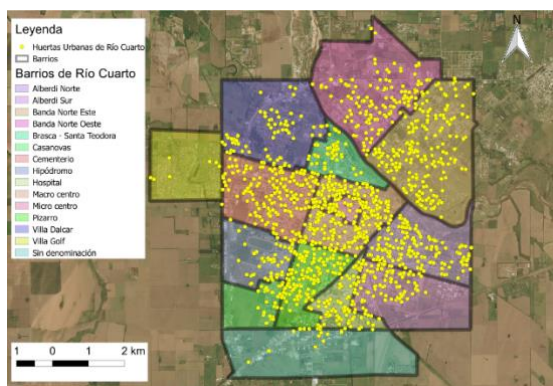 Leyenda
Huertas Urbanas de Río Cuarto
Barrios
Barrios de Río Cuarto
Alberdi Norte
Alberdi Sur
Banda Norte Este
Banda Norte Oeste
Brasca - Santa Teodora
Casanovas
Cementerio
Hipódromo
Hospital
Macro centro
Micro centro
Pizarro
Villa Dalcar
Villa Golf
Sin denominación
N
1 0 1 2 km